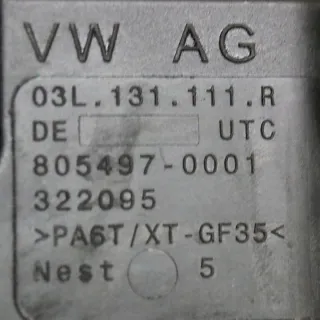 VW AG
03L.131.111.R
DE UTC
805497-0001
322095
>PA6T/XT-GF35<
Nest 5